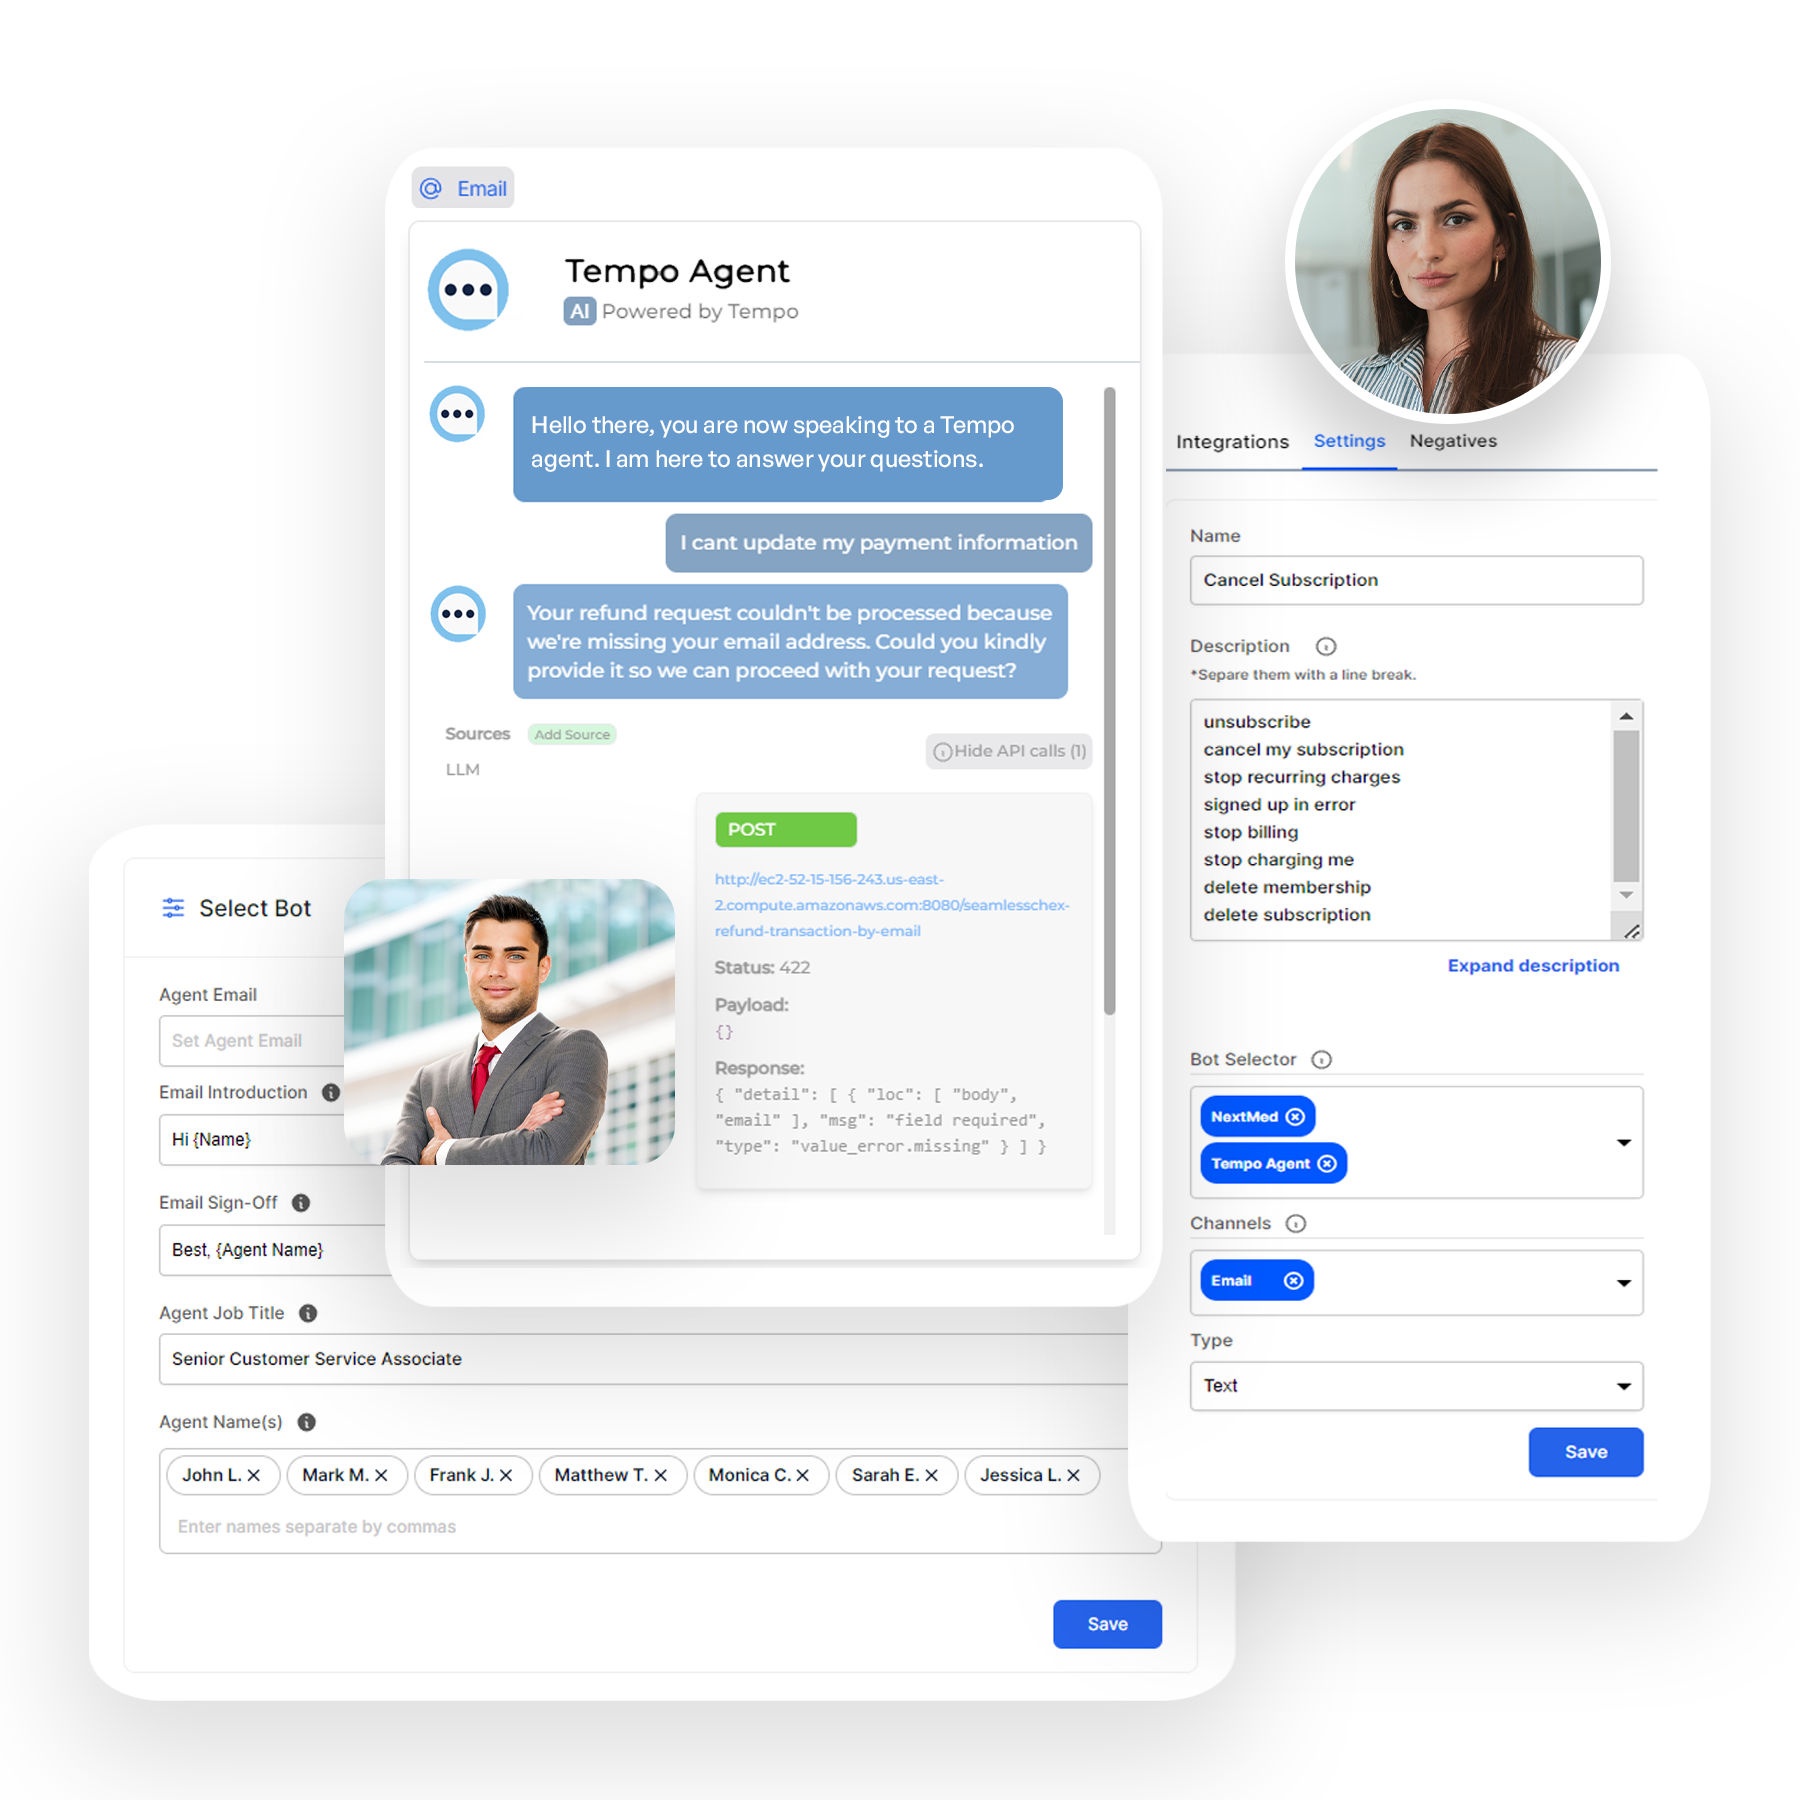 Email
Tempo Agent
AI Powered by Tempo
Hello there, you are now speaking to a Tempo
agent. I am here to answer your questions.
I cant update my payment information
Your refund request couldn't be processed because
we're missing your email address. Could you kindly
provide it so we can proceed with your request?
Sources Add Source
LLM
Hide API calls (1)
POST
http://ec2-52-15-156-243.us-east-
2.compute.amazonaws.com:8080/seamlesschex-
refund-transaction-by-email
Status: 422
Payload:
{}
Response:
{ "detail": [ { "loc": [ "body",
"email" ], "msg": "field required",
"type": "value_error.missing" } ] }
Integrations Settings Negatives
Name
Cancel Subscription
Description
*Separe them with a line break.
unsubscribe
cancel my subscription
stop recurring charges
signed up in error
stop billing
stop charging me
delete membership
delete subscription
Expand description
Bot Selector
NextMed
Tempo Agent
Channels
Email
Type
Text
Save
Select Bot
Agent Email
Set Agent Email
Email Introduction
Hi {Name}
Email Sign-Off
Best, {Agent Name}
Agent Job Title
Senior Customer Service Associate
Agent Name(s)
John L. Mark M. Frank J. Matthew T. Monica C. Sarah E. Jessica L.
Enter names separate by commas
Save